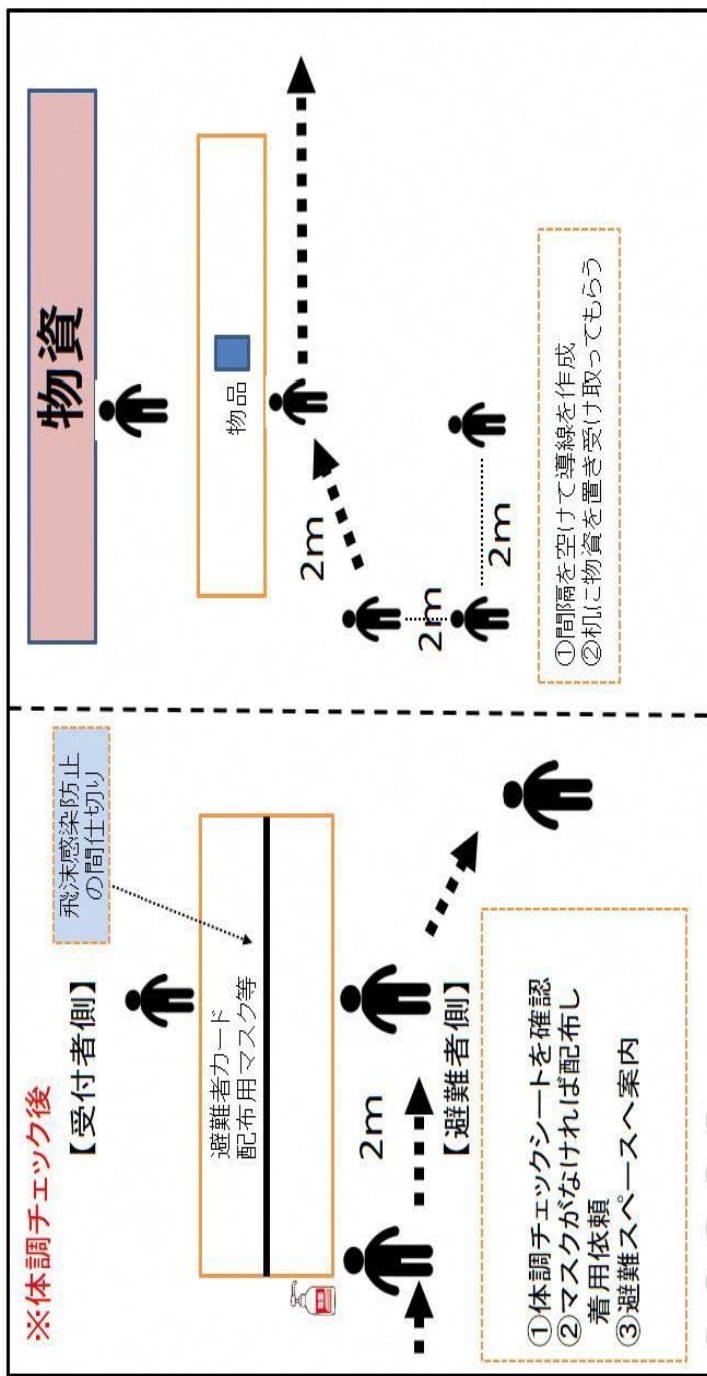 ※体調チェック後
【受付者側】
飛沫感染防止
の間仕切り
避難者カード
配布用マスク等
2m
【避難者側】
①体調チェックシートを確認
②マスクがなければ配布し
着用依頼
③避難スペースへ案内
物資
物品
2m
2m
2m
①間隔を空けて導線を作成
②机に物資を置き受け取ってもらう